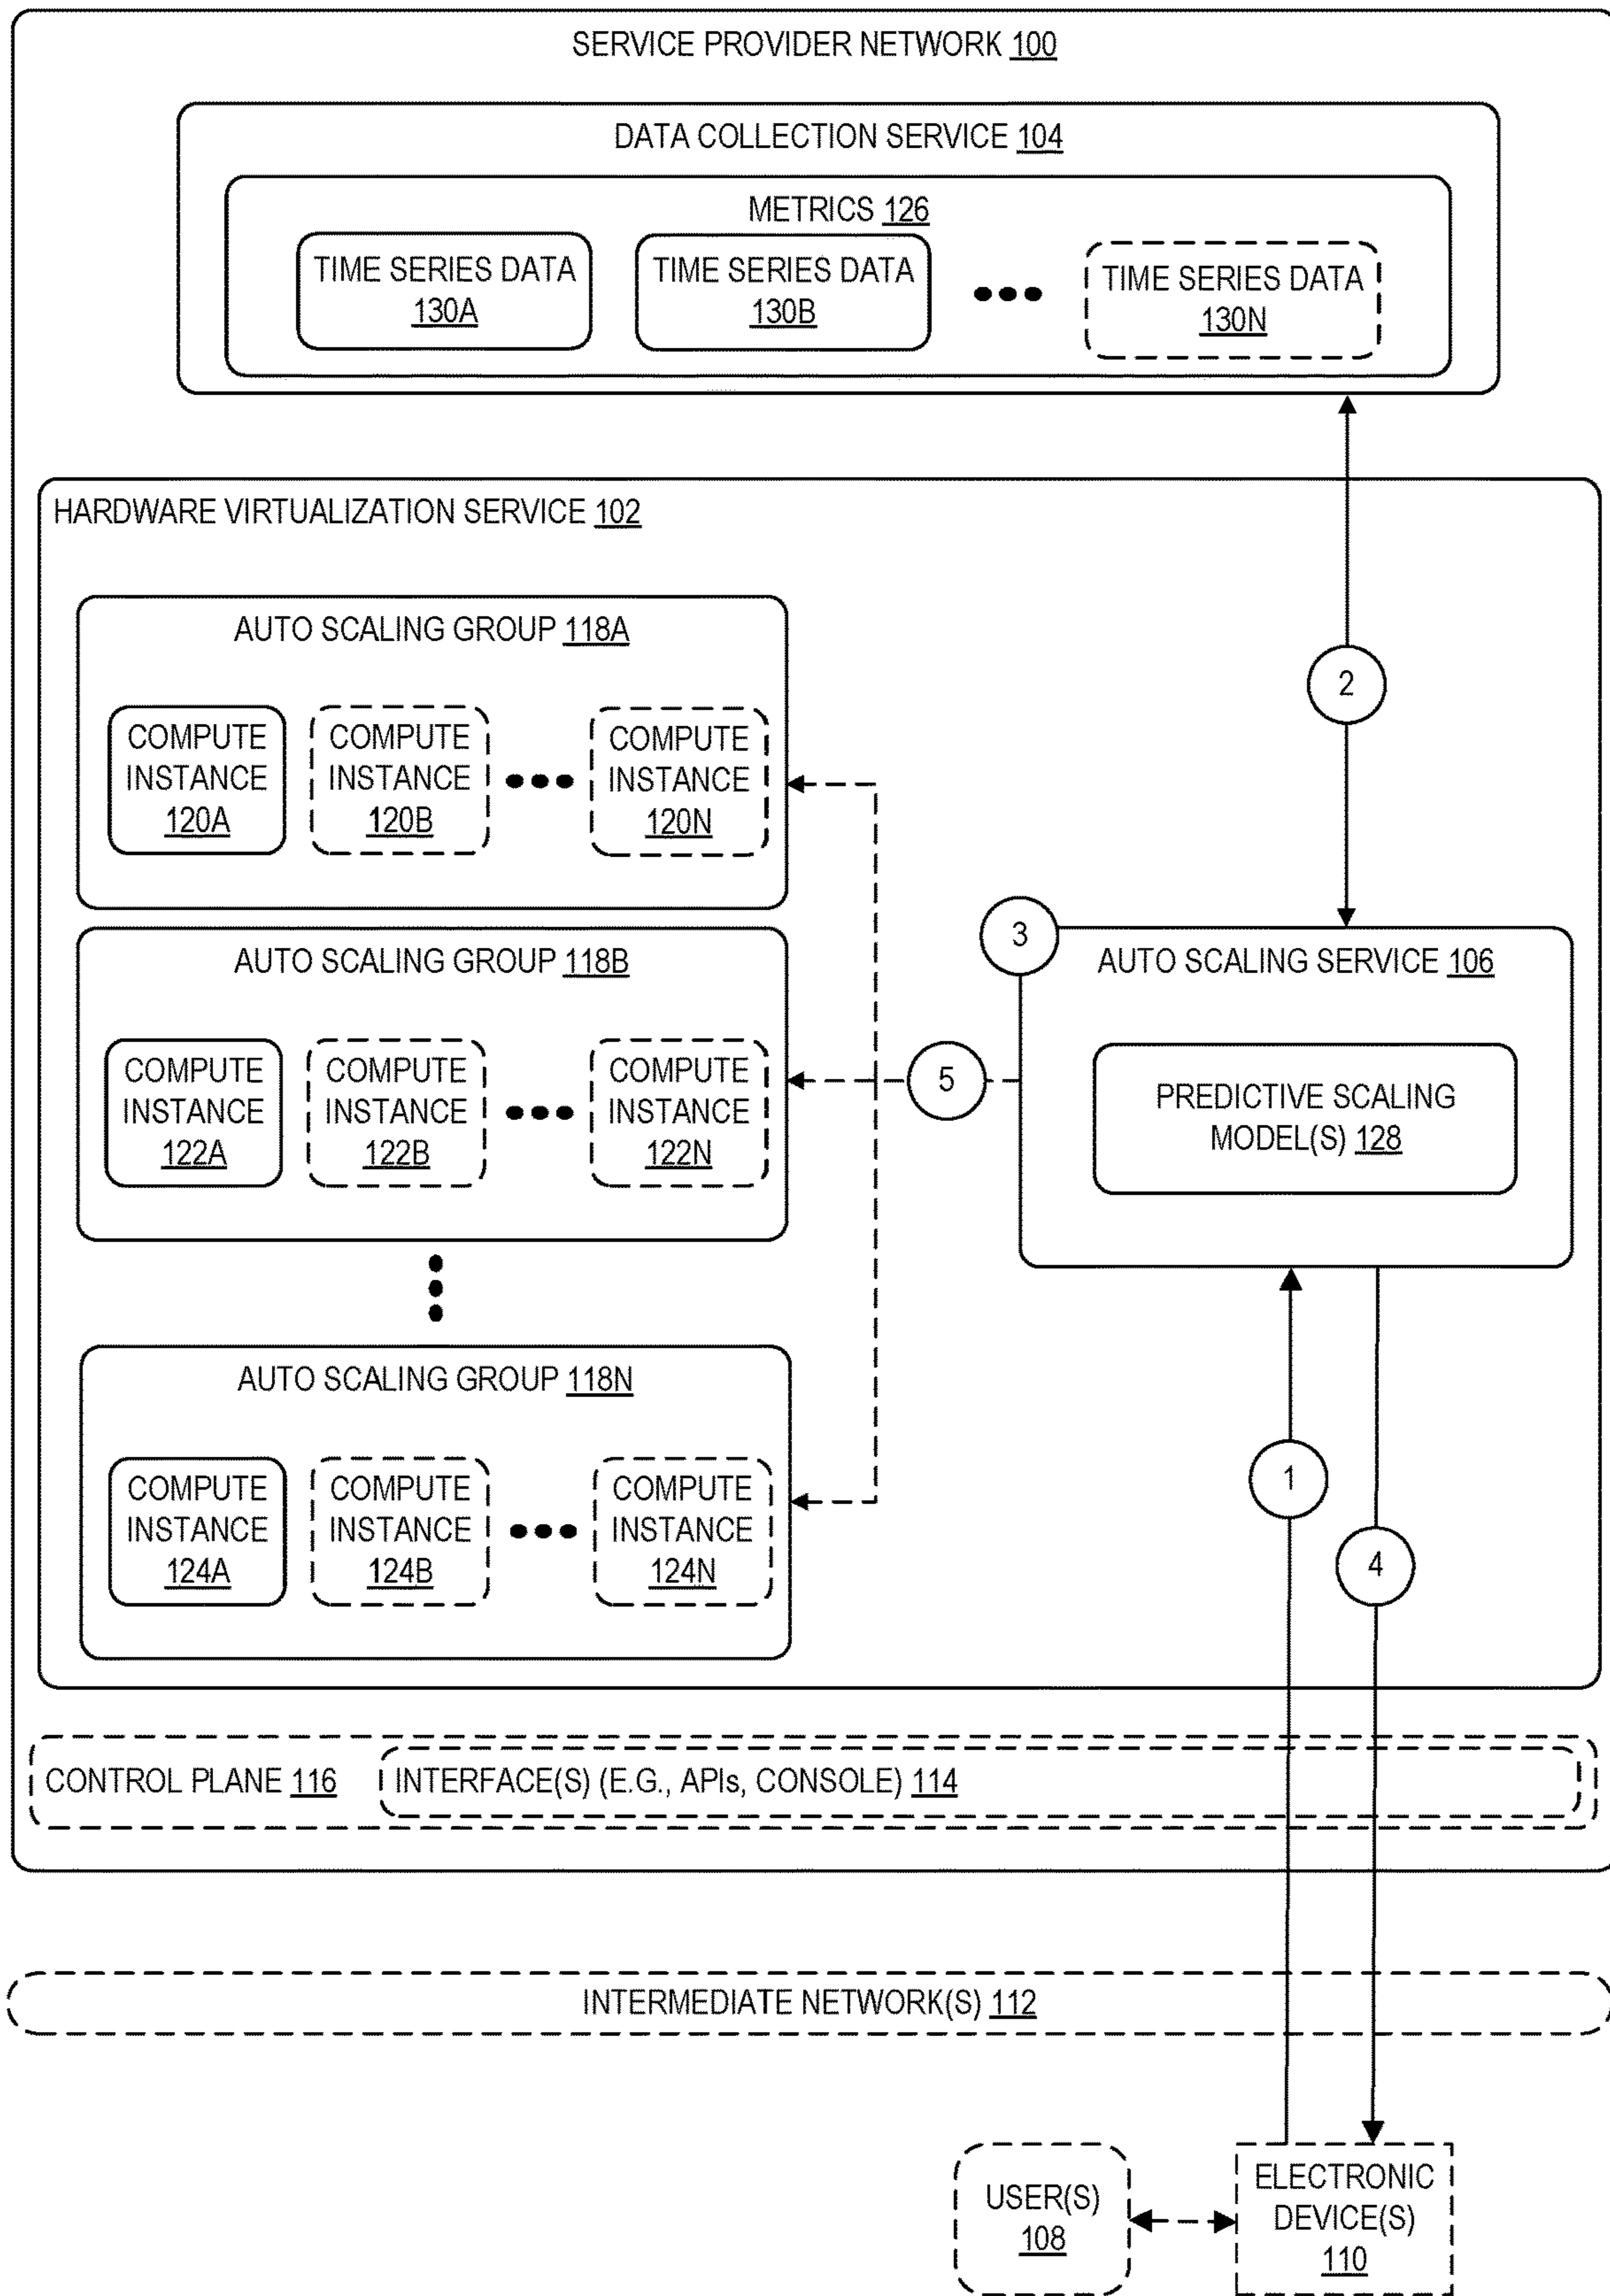 SERVICE PROVIDER NETWORK 100
DATA COLLECTION SERVICE 104
METRICS 126
TIME SERIES DATA
130A
TIME SERIES DATA
130B
TIME SERIES DATA
130N
HARDWARE VIRTUALIZATION SERVICE 102
AUTO SCALING GROUP 118A
COMPUTE
INSTANCE
120A
COMPUTE
INSTANCE
120B
COMPUTE
INSTANCE
120N
2
3
AUTO SCALING GROUP 118B
COMPUTE
INSTANCE
122A
COMPUTE
INSTANCE
122B
COMPUTE
INSTANCE
122N
5
AUTO SCALING SERVICE 106
PREDICTIVE SCALING
MODEL(S) 128
AUTO SCALING GROUP 118N
COMPUTE
INSTANCE
124A
COMPUTE
INSTANCE
124B
COMPUTE
INSTANCE
124N
1
4
CONTROL PLANE 116
INTERFACE(S) (E.G., APIs, CONSOLE) 114
INTERMEDIATE NETWORK(S) 112
USER(S)
108
ELECTRONIC
DEVICE(S)
110